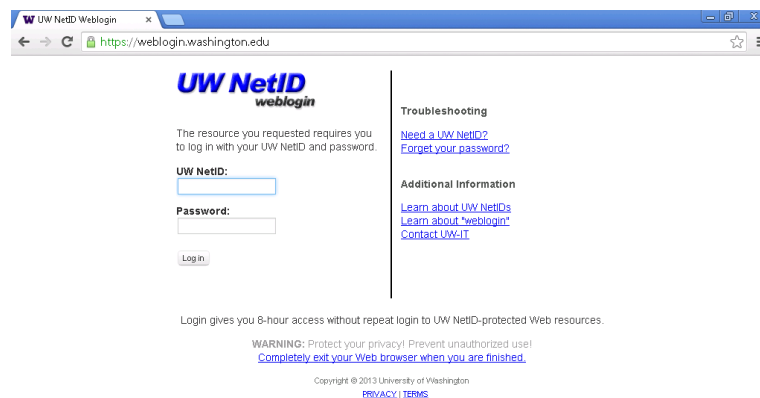 UW NetID Weblogin
https://weblogin.washington.edu
UW NetID
weblogin
The resource you requested requires you
to log in with your UW NetID and password.
UW NetID:
Password:
Log in
Troubleshooting
Need a UW NetID?
Forget your password?
Additional Information
Learn about UW NetIDs
Learn about "weblogin"
Contact UW-IT
Login gives you 8-hour access without repeat login to UW NetID-protected Web resources.
WARNING: Protect your privacy! Prevent unauthorized use!
Completely exit your Web browser when you are finished.
Copyright © 2013 University of Washington
PRIVACY | TERMS